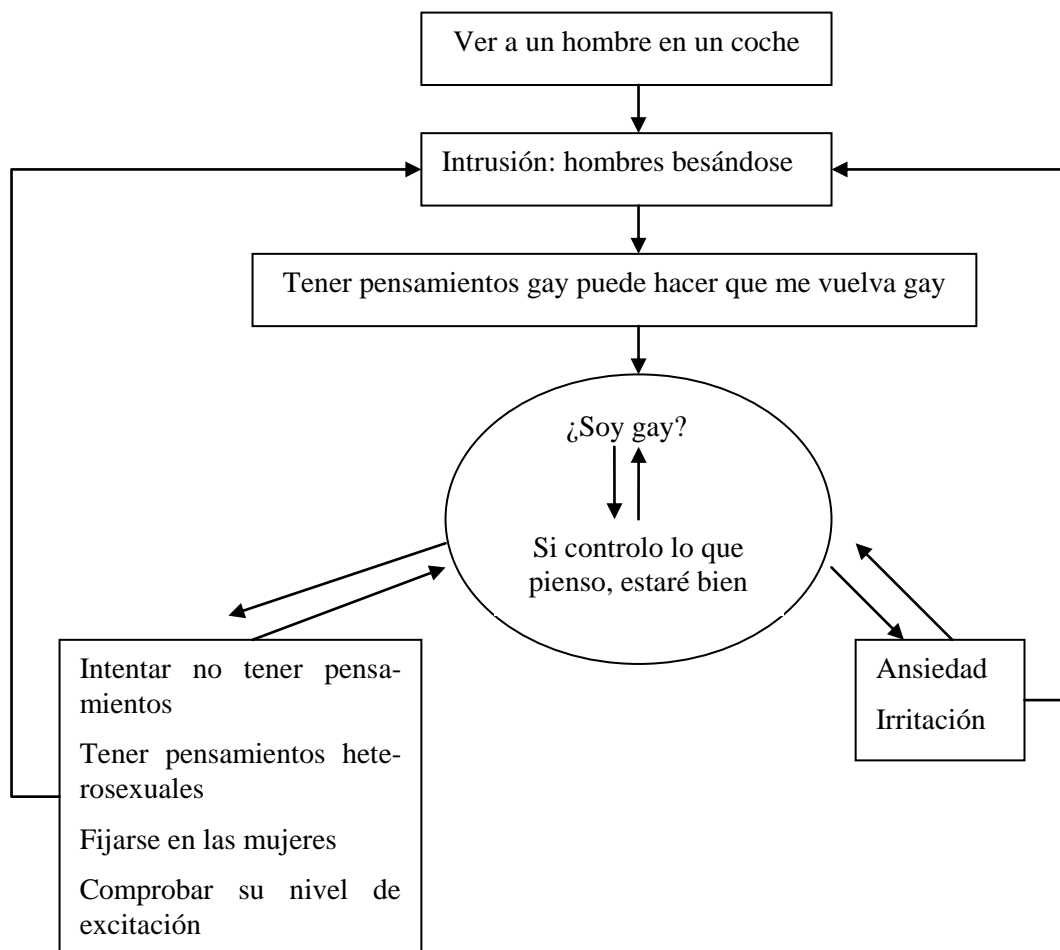 Ver a un hombre en un coche
Intrusión: hombres besándose
Tener pensamientos gay puede hacer que me vuelva gay
¿Soy gay?
Si controlo lo que
pienso, estaré bien
Intentar no tener pensa-
mientos
Tener pensamientos hete-
rosexuales
Fijarse en las mujeres
Comprobar su nivel de
excitación
Ansiedad
Irritación